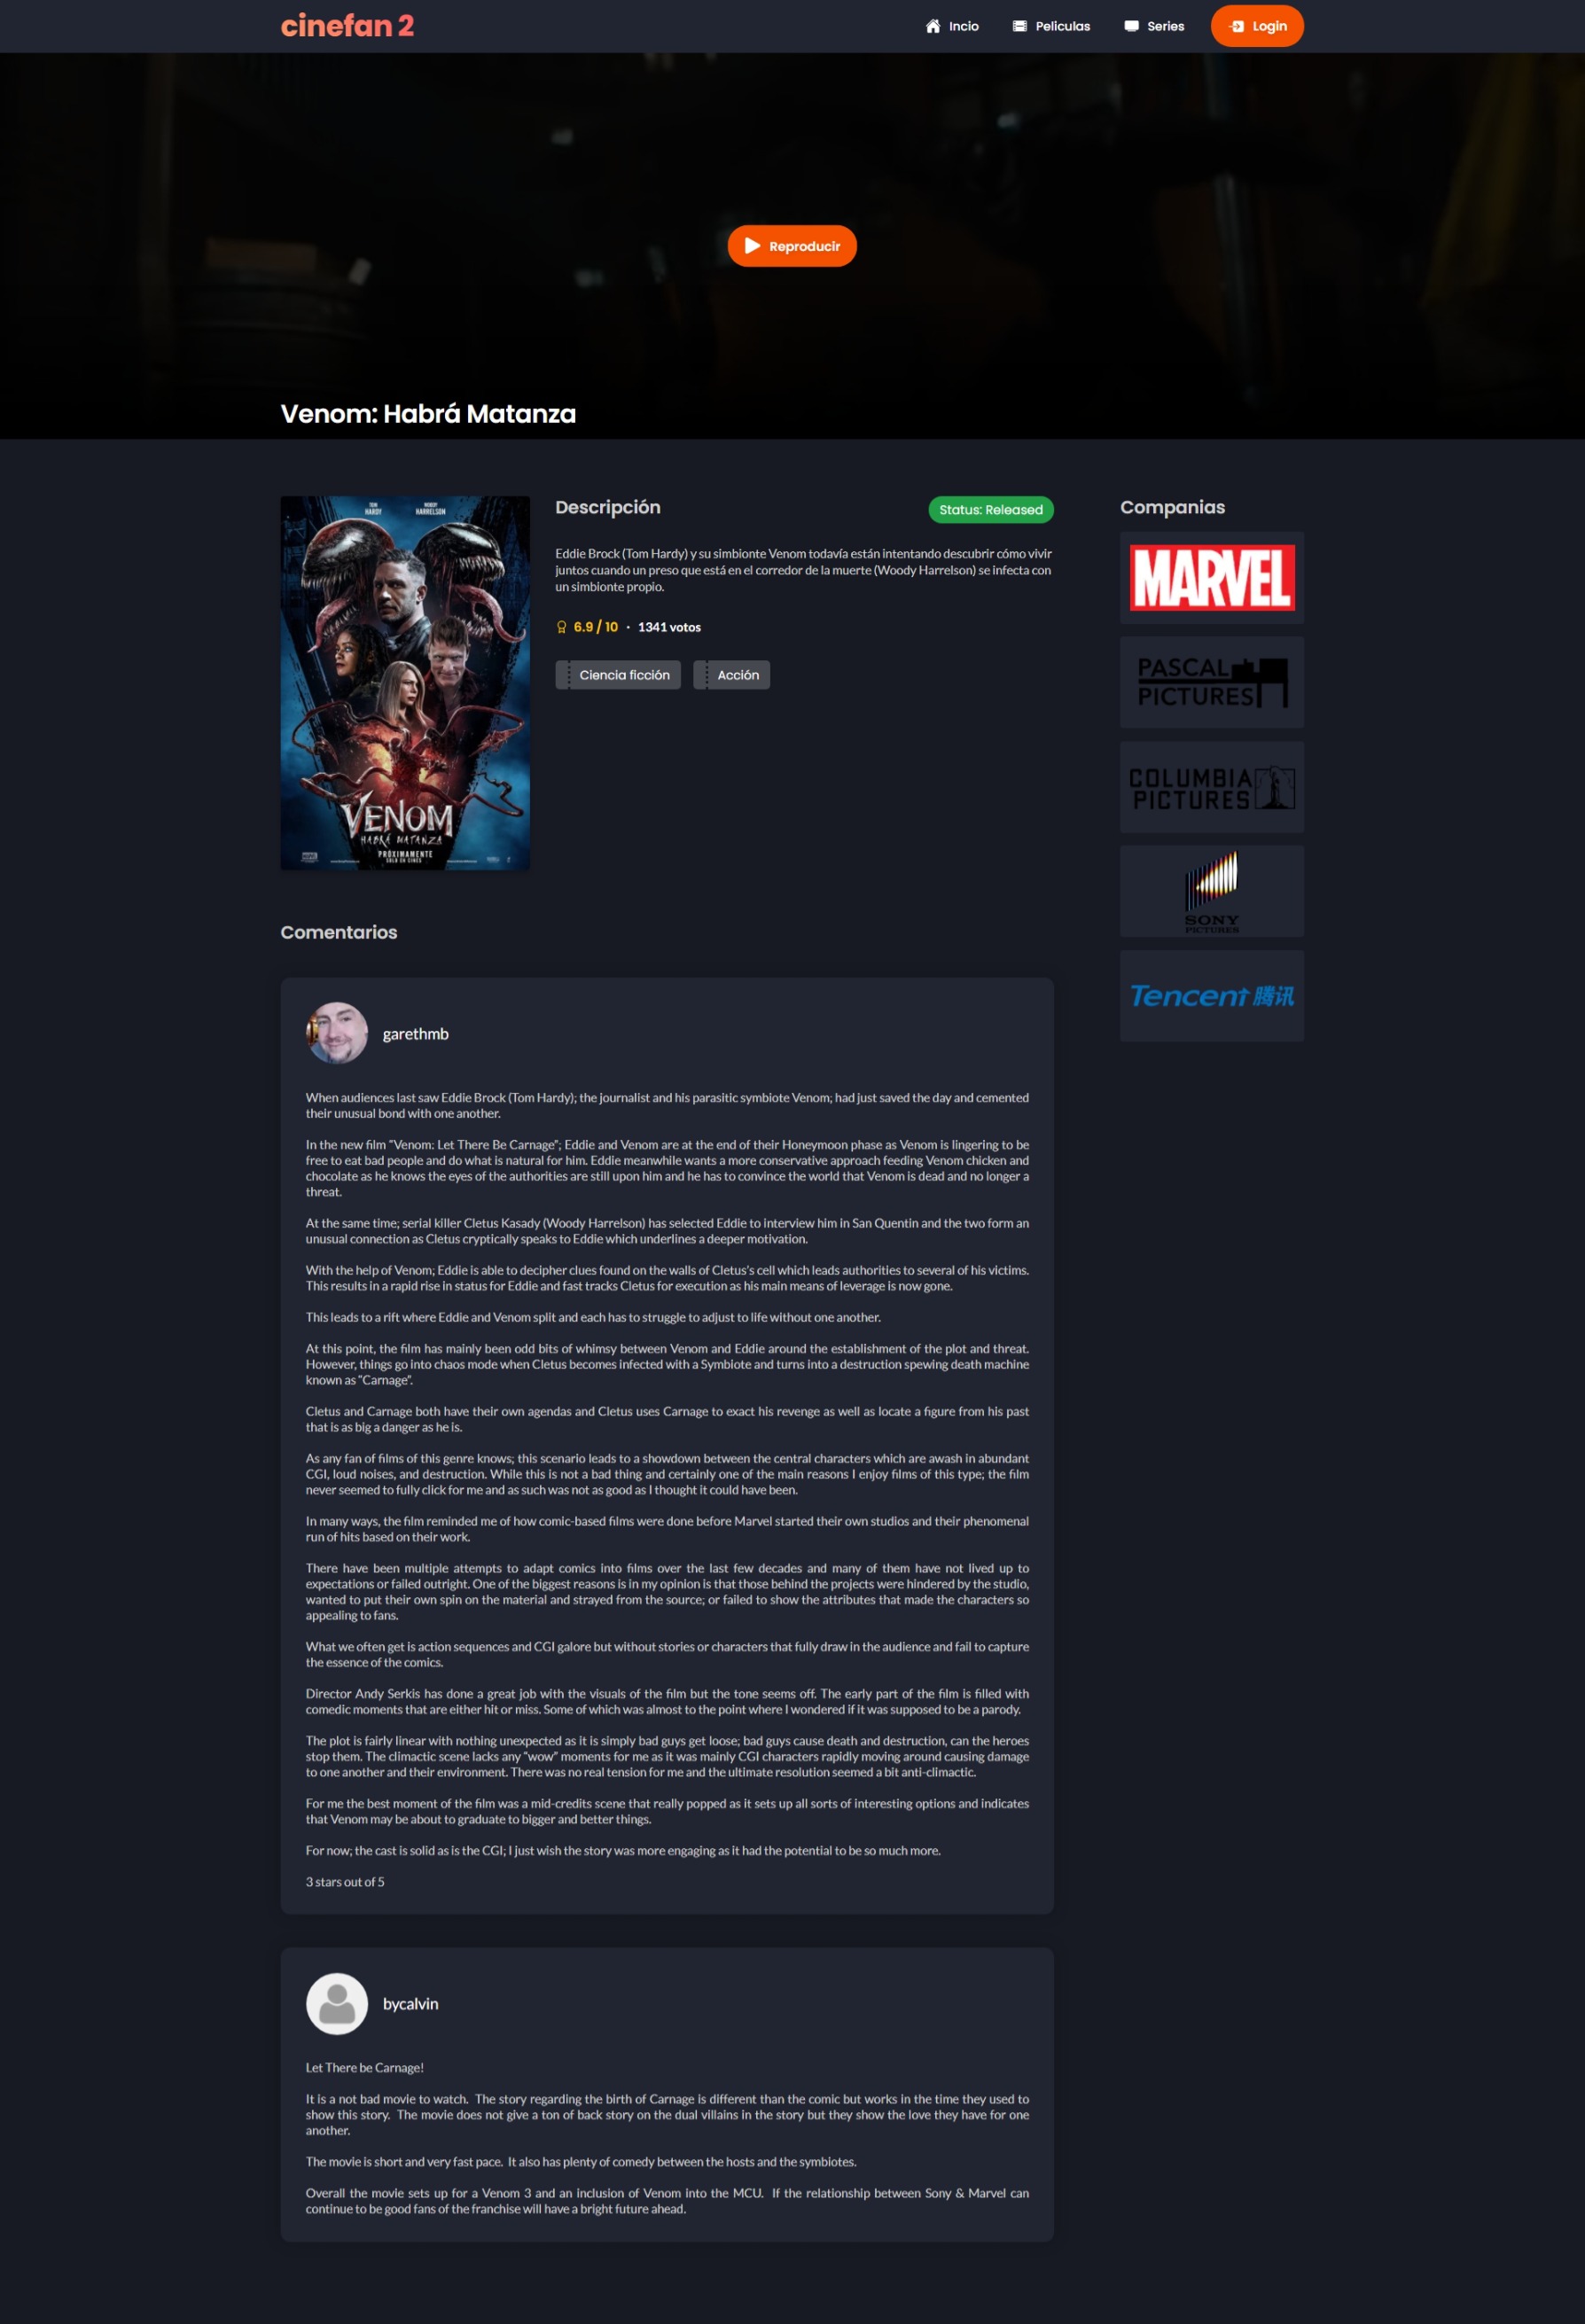 cinefan 2
Incio
Peliculas
Series
Login
Reproducir
Venom: Habrá Matanza
TOM
HARDY
WOODY
HARRELSON
VENOM
HABRÁ MATANZA
PRÓXIMAMENTE
SOLO EN CINES
Descripción
Status: Released
Eddie Brock (Tom Hardy) y su simbionte Venom todavía están intentando descubrir cómo vivir
juntos cuando un preso que está en el corredor de la muerte (Woody Harrelson) se infecta con
un simbionte propio.
6.9 / 10 · 1341 votos
Ciencia ficción
Acción
Companias
MARVEL
PASCAL
PICTURES
COLUMBIA
PICTURES
SONY
PICTURES
Tencent 腾讯
Comentarios
garethmb
When audiences last saw Eddie Brock (Tom Hardy); the journalist and his parasitic symbiote Venom; had just saved the day and cemented
their unusual bond with one another.
In the new film "Venom: Let There Be Carnage"; Eddie and Venom are at the end of their Honeymoon phase as Venom is lingering to be
free to eat bad people and do what is natural for him. Eddie meanwhile wants a more conservative approach feeding Venom chicken and
chocolate as he knows the eyes of the authorities are still upon him and he has to convince the world that Venom is dead and no longer a
threat.
At the same time; serial killer Cletus Kasady (Woody Harrelson) has selected Eddie to interview him in San Quentin and the two form an
unusual connection as Cletus cryptically speaks to Eddie which underlines a deeper motivation.
With the help of Venom; Eddie is able to decipher clues found on the walls of Cletus's cell which leads authorities to several of his victims.
This results in a rapid rise in status for Eddie and fast tracks Cletus for execution as his main means of leverage is now gone.
This leads to a rift where Eddie and Venom split and each has to struggle to adjust to life without one another.
At this point, the film has mainly been odd bits of whimsy between Venom and Eddie around the establishment of the plot and threat.
However, things go into chaos mode when Cletus becomes infected with a Symbiote and turns into a destruction spewing death machine
known as "Carnage".
Cletus and Carnage both have their own agendas and Cletus uses Carnage to exact his revenge as well as locate a figure from his past
that is as big a danger as he is.
As any fan of films of this genre knows; this scenario leads to a showdown between the central characters which are awash in abundant
CGI, loud noises, and destruction. While this is not a bad thing and certainly one of the main reasons I enjoy films of this type; the film
never seemed to fully click for me and as such was not as good as I thought it could have been.
In many ways, the film reminded me of how comic-based films were done before Marvel started their own studios and their phenomenal
run of hits based on their work.
There have been multiple attempts to adapt comics into films over the last few decades and many of them have not lived up to
expectations or failed outright. One of the biggest reasons is in my opinion is that those behind the projects were hindered by the studio,
wanted to put their own spin on the material and strayed from the source; or failed to show the attributes that made the characters so
appealing to fans.
What we often get is action sequences and CGI galore but without stories or characters that fully draw in the audience and fail to capture
the essence of the comics.
Director Andy Serkis has done a great job with the visuals of the film but the tone seems off. The early part of the film is filled with
comedic moments that are either hit or miss. Some of which was almost to the point where I wondered if it was supposed to be a parody.
The plot is fairly linear with nothing unexpected as it is simply bad guys get loose; bad guys cause death and destruction, can the heroes
stop them. The climactic scene lacks any "wow" moments for me as it was mainly CGI characters rapidly moving around causing damage
to one another and their environment. There was no real tension for me and the ultimate resolution seemed a bit anti-climactic.
For me the best moment of the film was a mid-credits scene that really popped as it sets up all sorts of interesting options and indicates
that Venom may be about to graduate to bigger and better things.
For now; the cast is solid as is the CGI; I just wish the story was more engaging as it had the potential to be so much more.
3 stars out of 5
bycalvin
Let There be Carnage!
It is a not bad movie to watch.  The story regarding the birth of Carnage is different than the comic but works in the time they used to
show this story.  The movie does not give a ton of back story on the dual villains in the story but they show the love they have for one
another.
The movie is short and very fast pace.  It also has plenty of comedy between the hosts and the symbiotes.
Overall the movie sets up for a Venom 3 and an inclusion of Venom into the MCU.  If the relationship between Sony & Marvel can
continue to be good fans of the franchise will have a bright future ahead.